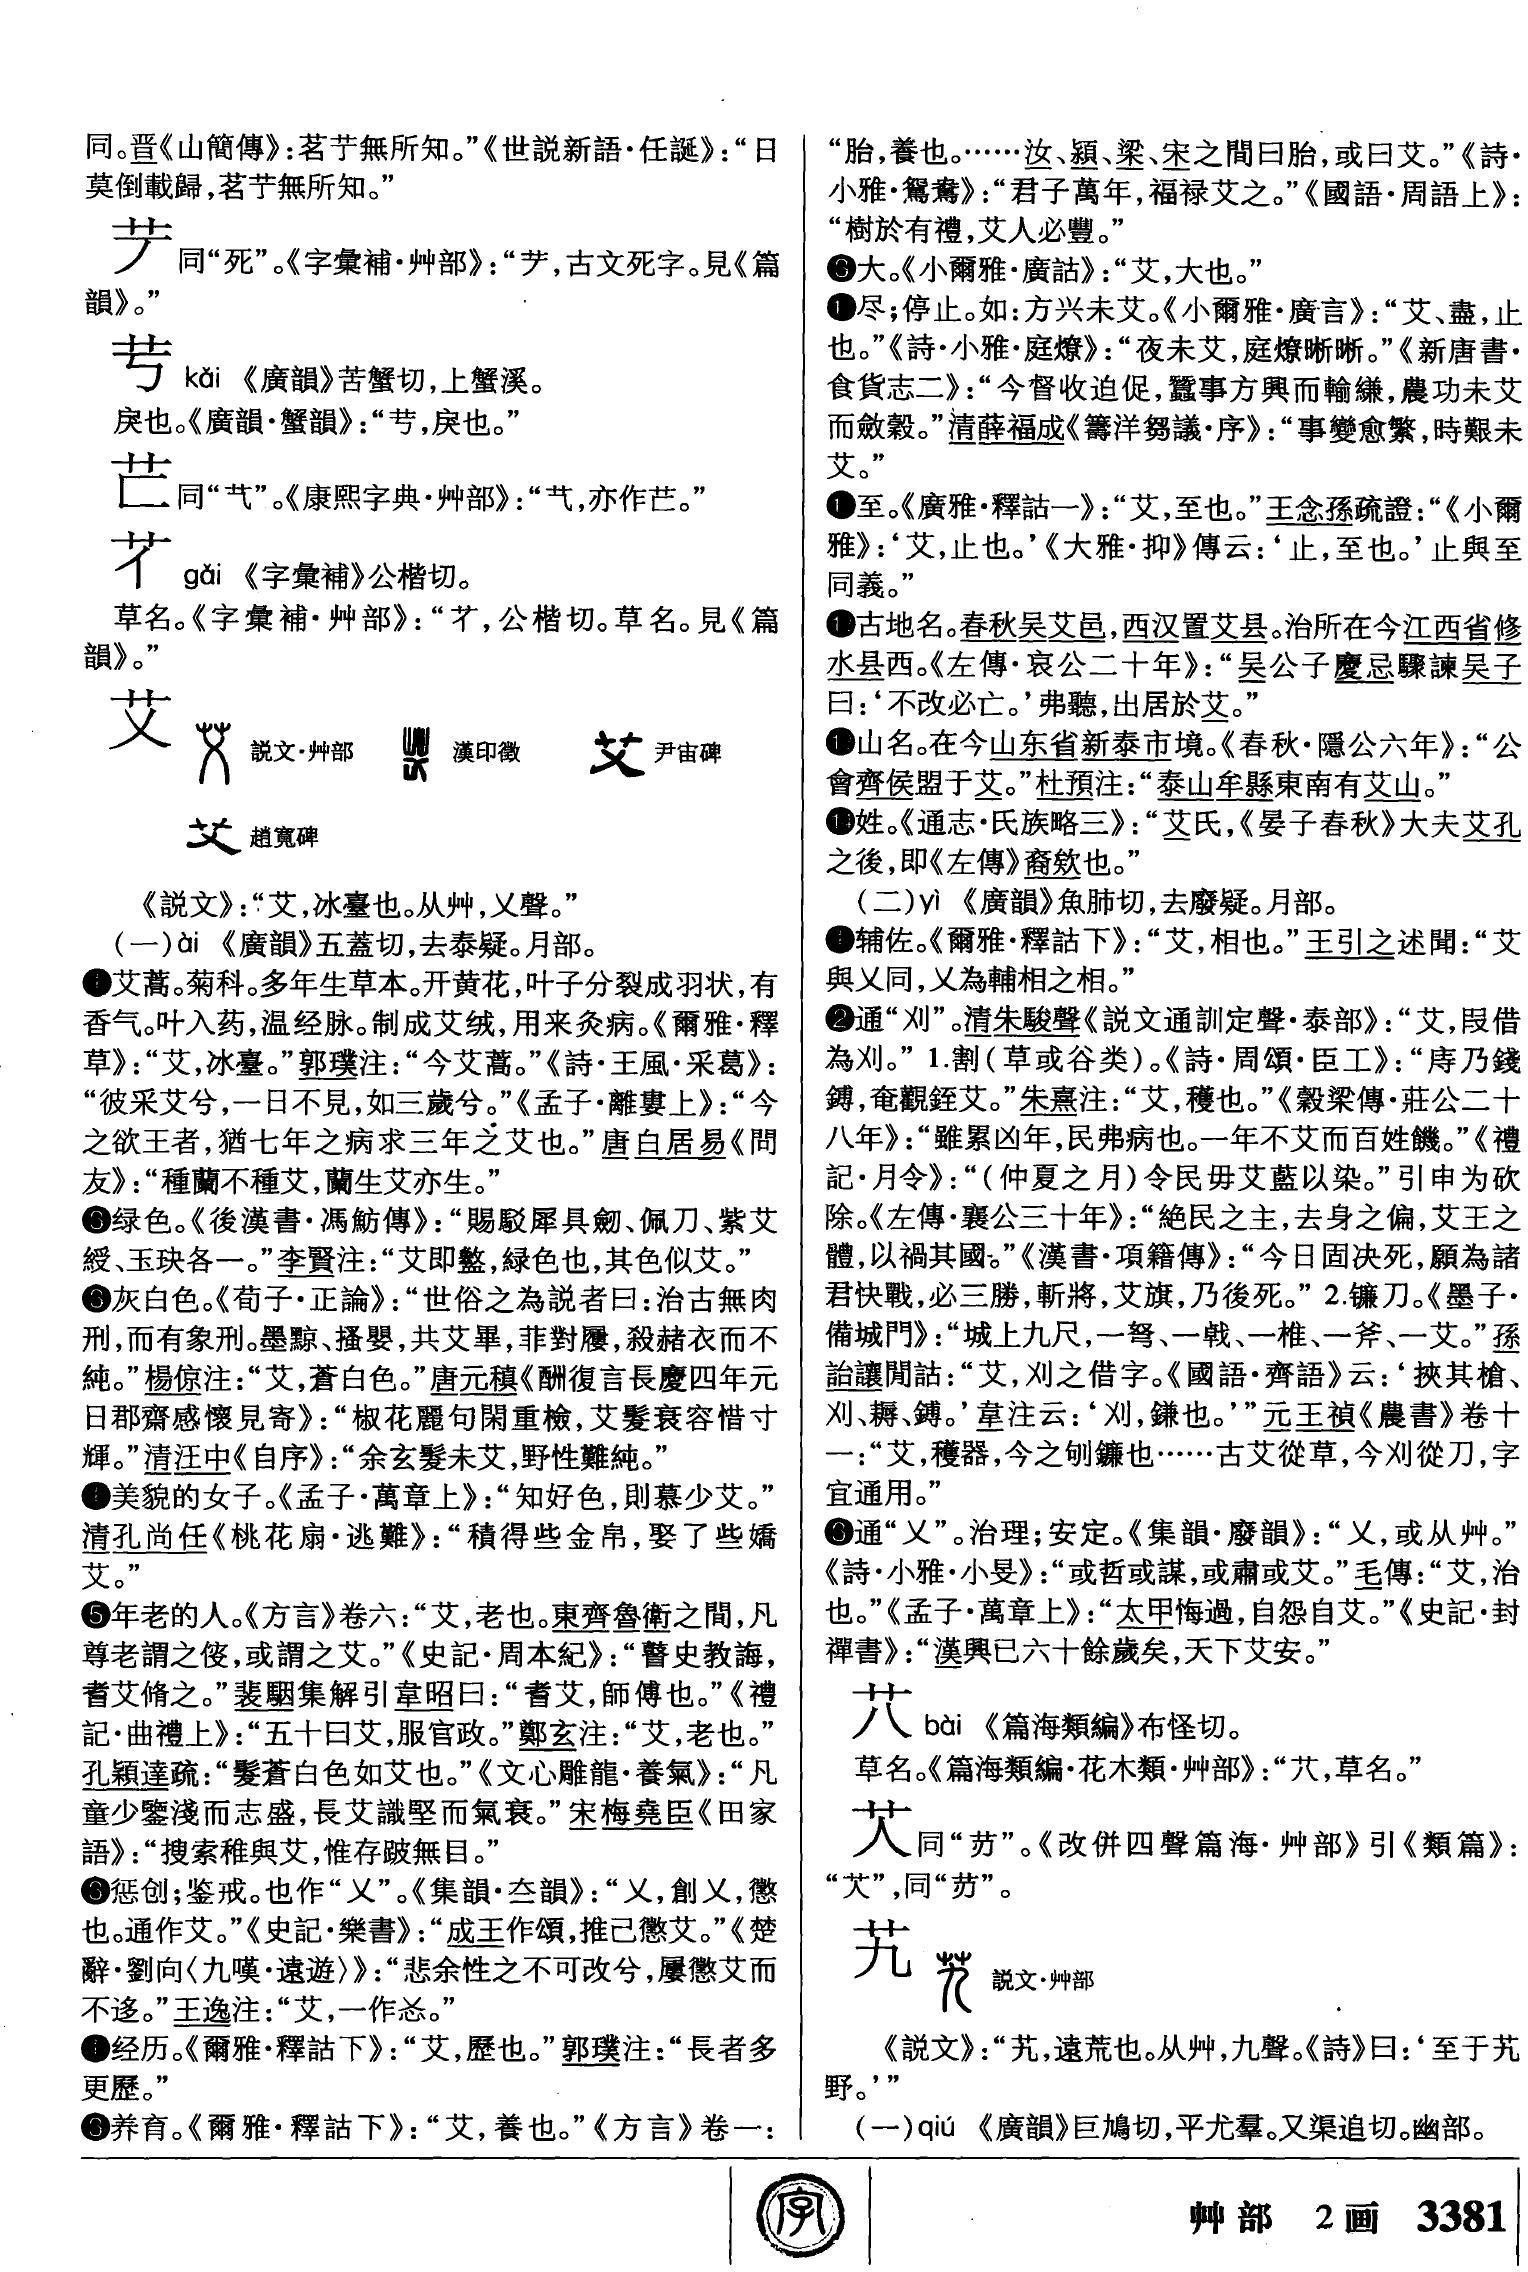 同。晋《山簡傳》：茗艼無所知。”《世説新語·任誕》：“日
莫倒載歸，茗艼無所知。”
同“死”。《字彙補·艸部》：“，古文死字。見《篇
韻》。”
kǎi 《廣韻》苦蟹切，上蟹溪。
戾也。《廣韻·蟹韻》：“，戾也。”
同“”。《康熙字典·艸部》：“，亦作。”
gǎi 《字彙補》公楷切。
草名。《字彙補·艸部》：“，公楷切。草名。見《篇
韻》。”
艾 説文·艸部 漢印徵 尹宙碑
趙寬碑
《説文》：“艾，冰臺也。从艸，乂聲。”
（一）ài 《廣韻》五蓋切，去泰疑。月部。
❶艾蒿。菊科。多年生草本。开黄花，叶子分裂成羽状，有
香气。叶入药，温经脉。制成艾绒，用来灸病。《爾雅·釋
草》：“艾，冰臺。”郭璞注：“今艾蒿。”《詩·王風·采葛》：
“彼采艾兮，一日不見，如三歲兮。”《孟子·離婁上》：“今
之欲王者，猶七年之病求三年之艾也。”唐白居易《問
友》：“種蘭不種艾，蘭生艾亦生。”
绿色。《後漢書·馮魴傳》：“賜駁犀具劒、佩刀、紫艾
綬、玉玦各一。”李賢注：“艾即盭，緑色也，其色似艾。”
❸灰白色。《荀子·正論》：“世俗之為説者曰：治古無肉
刑，而有象刑。墨黥、搔嬰，共艾畢，菲對屨，殺赭衣而不
純。”楊倞注：“艾，蒼白色。”唐元稹《酬復言長慶四年元
日郡齋感懷見寄》：“椒花麗句閑重檢，艾髮衰容惜寸
輝。”清汪中《自序》：“余玄髮未艾，野性難純。”
❹美貌的女子。《孟子·萬章上》：“知好色，則慕少艾。”
清孔尚任《桃花扇·逃難》：“積得些金帛，娶了些嬌
艾。”
❺年老的人。《方言》卷六：“艾，老也。東齊魯衛之間，凡
尊老謂之傁，或謂之艾。”《史記·周本紀》：“瞽史教誨，
耆艾脩之。”裴駰集解引韋昭曰：“耆艾，師傅也。”《禮
記·曲禮上》：“五十曰艾，服官政。”鄭玄注：“艾，老也。”
孔穎達疏：“髮蒼白色如艾也。”《文心雕龍·養氣》：“凡
童少鑒淺而志盛，長艾識堅而氣衰。”宋梅堯臣《田家
語》：“搜索稚與艾，惟存跛無目。”
❻惩创；鉴戒。也作“乂”。《集韻·夳韻》：“乂，創乂，懲
也。通作艾。”《史記·樂書》：“成王作頌，推己懲艾。”《楚
辭·劉向〈九嘆·遠遊〉》：“悲余性之不可改兮，屢懲艾而
不迻。”王逸注：“艾，一作㣻。”
❼经历。《爾雅·釋詁下》：“艾，歷也。”郭璞注：“長者多
更歷。”
❽养育。《爾雅·釋詁下》：“艾，養也。”《方言》卷一：
“胎，養也。……汝、潁、梁、宋之間曰胎，或曰艾。”《詩·
小雅·鴛鴦》：“君子萬年，福禄艾之。”《國語·周語上》：
“樹於有禮，艾人必豐。”
大。《小爾雅·廣詁》：“艾，大也。”
尽；停止。如：方兴未艾。《小爾雅·廣言》：“艾、盡，止
也。”《詩·小雅·庭燎》：“夜未艾，庭燎晣晣。”《新唐書·
食貨志二》：“今督收迫促，蠶事方興而輸縑，農功未艾
而斂穀。”清薛福成《籌洋芻議·序》：“事變愈繁，時艱未
艾。”
至。《廣雅·釋詁一》：“艾，至也。”王念孫疏證：“《小爾
雅》：‘艾，止也。’《大雅·抑》傳云：‘止，至也。’止與至
同義。”
古地名。春秋吴艾邑，西汉置艾县。治所在今江西省修
水县西。《左傳·哀公二十年》：“吴公子慶忌驟諫吴子
曰：‘不改必亡。’弗聽，出居於艾。”
山名。在今山东省新泰市境。《春秋·隱公六年》：“公
會齊侯盟于艾。”杜預注：“泰山牟縣東南有艾山。”
姓。《通志·氏族略三》：“艾氏，《晏子春秋》大夫艾孔
之後，即《左傳》裔欸也。”
（二）yì 《廣韻》魚肺切，去廢疑。月部。
❶辅佐。《爾雅·釋詁下》：“艾，相也。”王引之述聞：“艾
與乂同，乂為輔相之相。”
❷通“刈”。清朱駿聲《説文通訓定聲·泰部》：“艾，叚借
為刈。”1.割（草或谷类）。《詩·周頌·臣工》：“庤乃錢
鎛，奄觀銍艾。”朱熹注：“艾，穫也。”《穀梁傳·莊公二十
八年》：“雖累凶年，民弗病也。一年不艾而百姓饑。”《禮
記·月令》：“（仲夏之月）令民毋艾藍以染。”引申为砍
除。《左傳·襄公三十年》：“絶民之主，去身之偏，艾王之
體，以禍其國。”《漢書·項籍傳》：“今日固决死，願為諸
君快戰，必三勝，斬將，艾旗，乃後死。”2.镰刀。《墨子·
備城門》：“城上九尺，一弩、一戟、一椎、一斧、一艾。”孫
詒讓閒詁：“艾，刈之借字。《國語·齊語》云：‘挾其槍、
刈、耨、鎛。’韋注云：‘刈，鎌也。’”元王禎《農書》卷十
一：“艾，穫器，今之刎鐮也……古艾從草，今刈從刀，字
宜通用。”
❸通“乂”。治理；安定。《集韻·廢韻》：“乂，或从艸。”
《詩·小雅·小旻》：“或哲或謀，或肅或艾。”毛傳：“艾，治
也。”《孟子·萬章上》：“太甲悔過，自怨自艾。”《史記·封
禪書》：“漢興已六十餘歲矣，天下艾安。”
bài 《篇海類編》布怪切。
草名。《篇海類編·花木類·艸部》：“，草名。”
同“艻”。《改併四聲篇海·艸部》引《類篇》：
“”，同“艻”。
艽 説文·艸部
《説文》：“艽，遠荒也。从艸，九聲。《詩》曰：‘至于艽
野。’”
（一）qiú 《廣韻》巨鳩切，平尤羣。又渠追切。幽部。
字
艸部 2画 3381